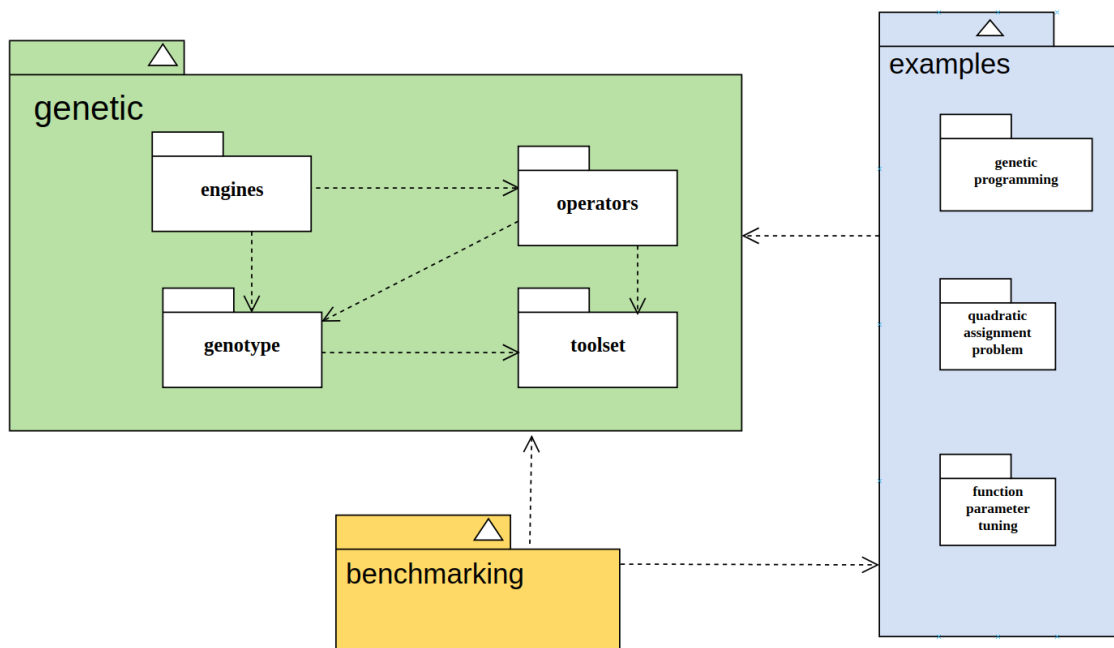 genetic
engines
operators
genotype
toolset
examples
genetic
programming
quadratic
assignment
problem
function
parameter
tuning
benchmarking